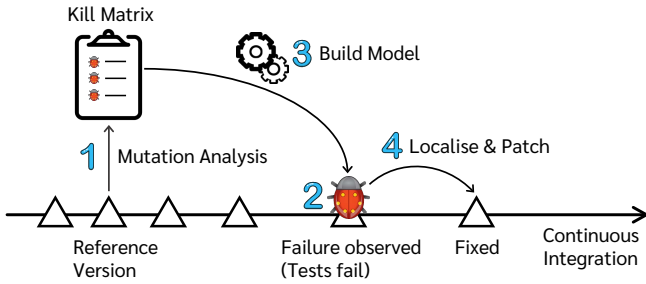 Kill Matrix
3 Build Model
1 Mutation Analysis
4 Localise & Patch
2
Reference
Version
Failure observed
(Tests fail)
Fixed
Continuous
Integration